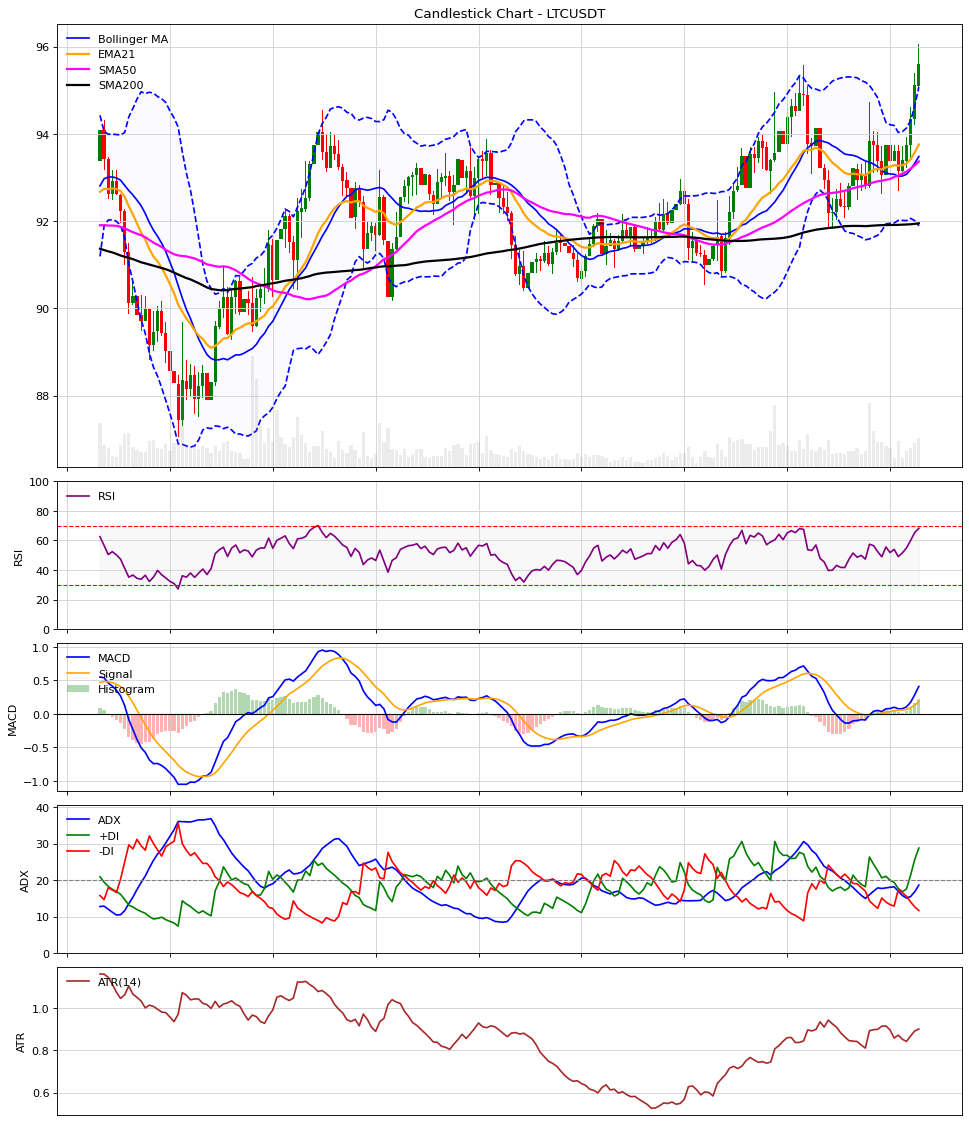 Candlestick Chart - LTCUSDT
Bollinger MA
EMA21
SMA50
SMA200
96
94
92
90
88
RSI
RSI
100
80
60
40
20
0
MACD
Signal
Histogram
MACD
1.0
0.5
0.0
−0.5
−1.0
ADX
+DI
-DI
ADX
40
30
20
10
0
ATR(14)
ATR
1.0
0.8
0.6